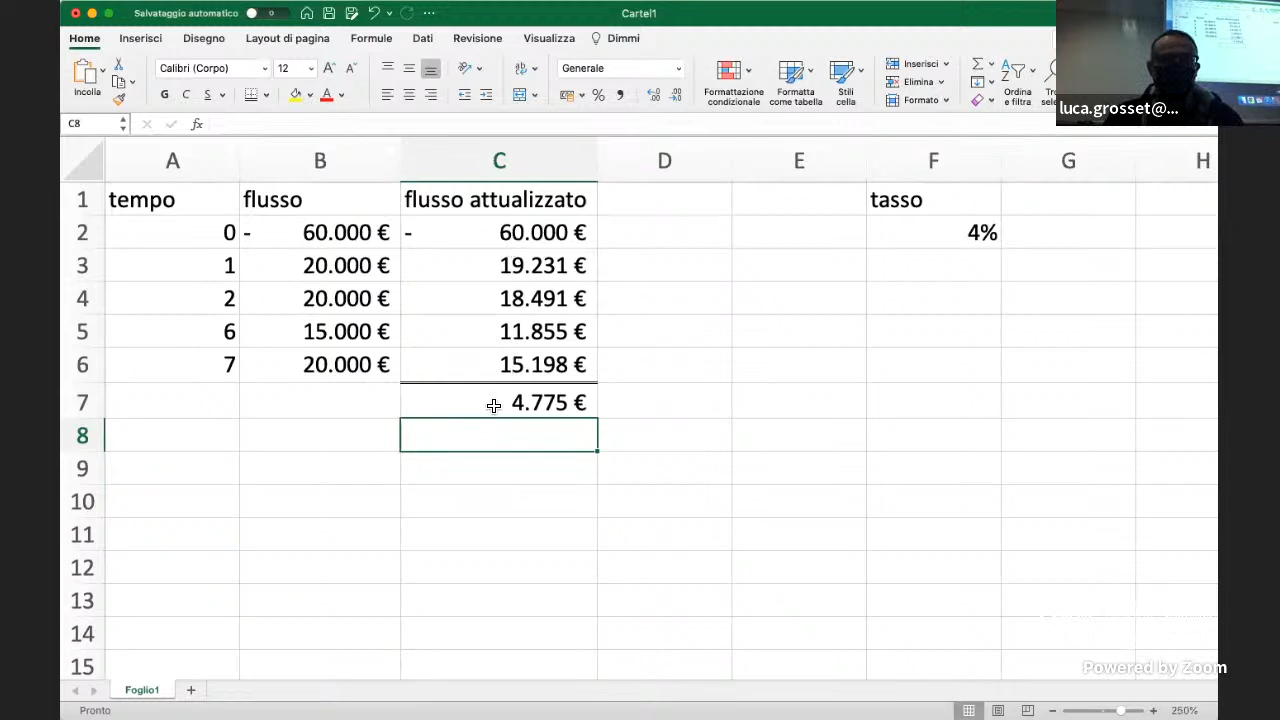 Salvataggio automatico 0 ··· Cartel1
Home Inserisci Disegno Layout di pagina Formule Dati Revisione Visualizza Dimmi
Incolla Calibri (Corpo) 12 A A Generale Formattazione condizionale Formatta come tabella Stili cella Inserisci Elimina Formato Ordina e filtra
G C S A %
luca.grosset@...
C8 fx
A B C D E F G H
1 tempo flusso flusso attualizzato tasso
2 0 - 60.000 € - 60.000 € 4%
3 1 20.000 € 19.231 €
4 2 20.000 € 18.491 €
5 6 15.000 € 11.855 €
6 7 20.000 € 15.198 €
7 4.775 €
8
9
10
11
12
13
14
15
Powered by Zoom
Foglio1 +
Pronto 250%